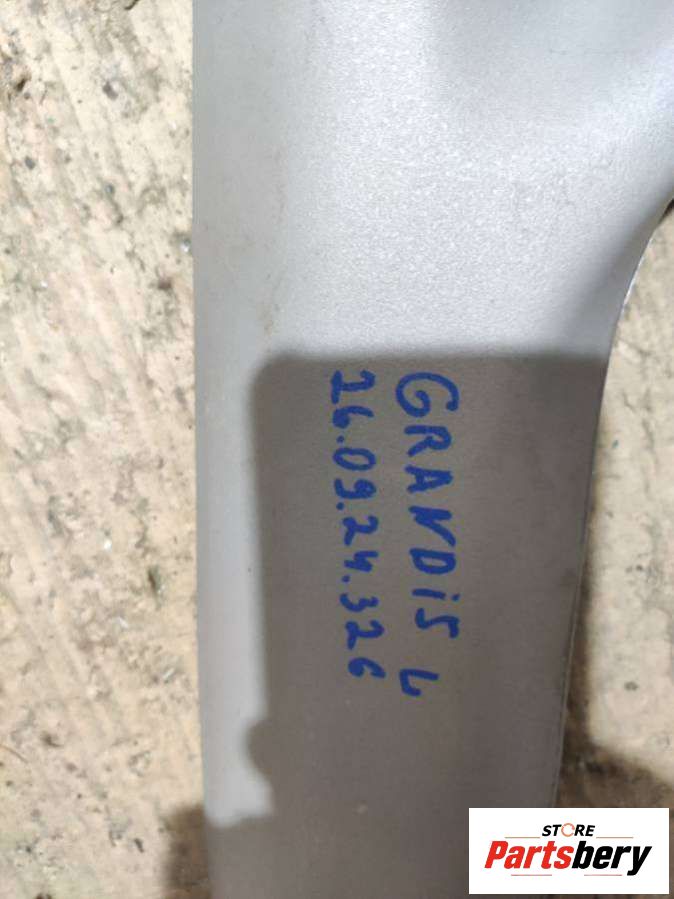 GRANDiS L
26.09.24.326
STORE
Partsbery